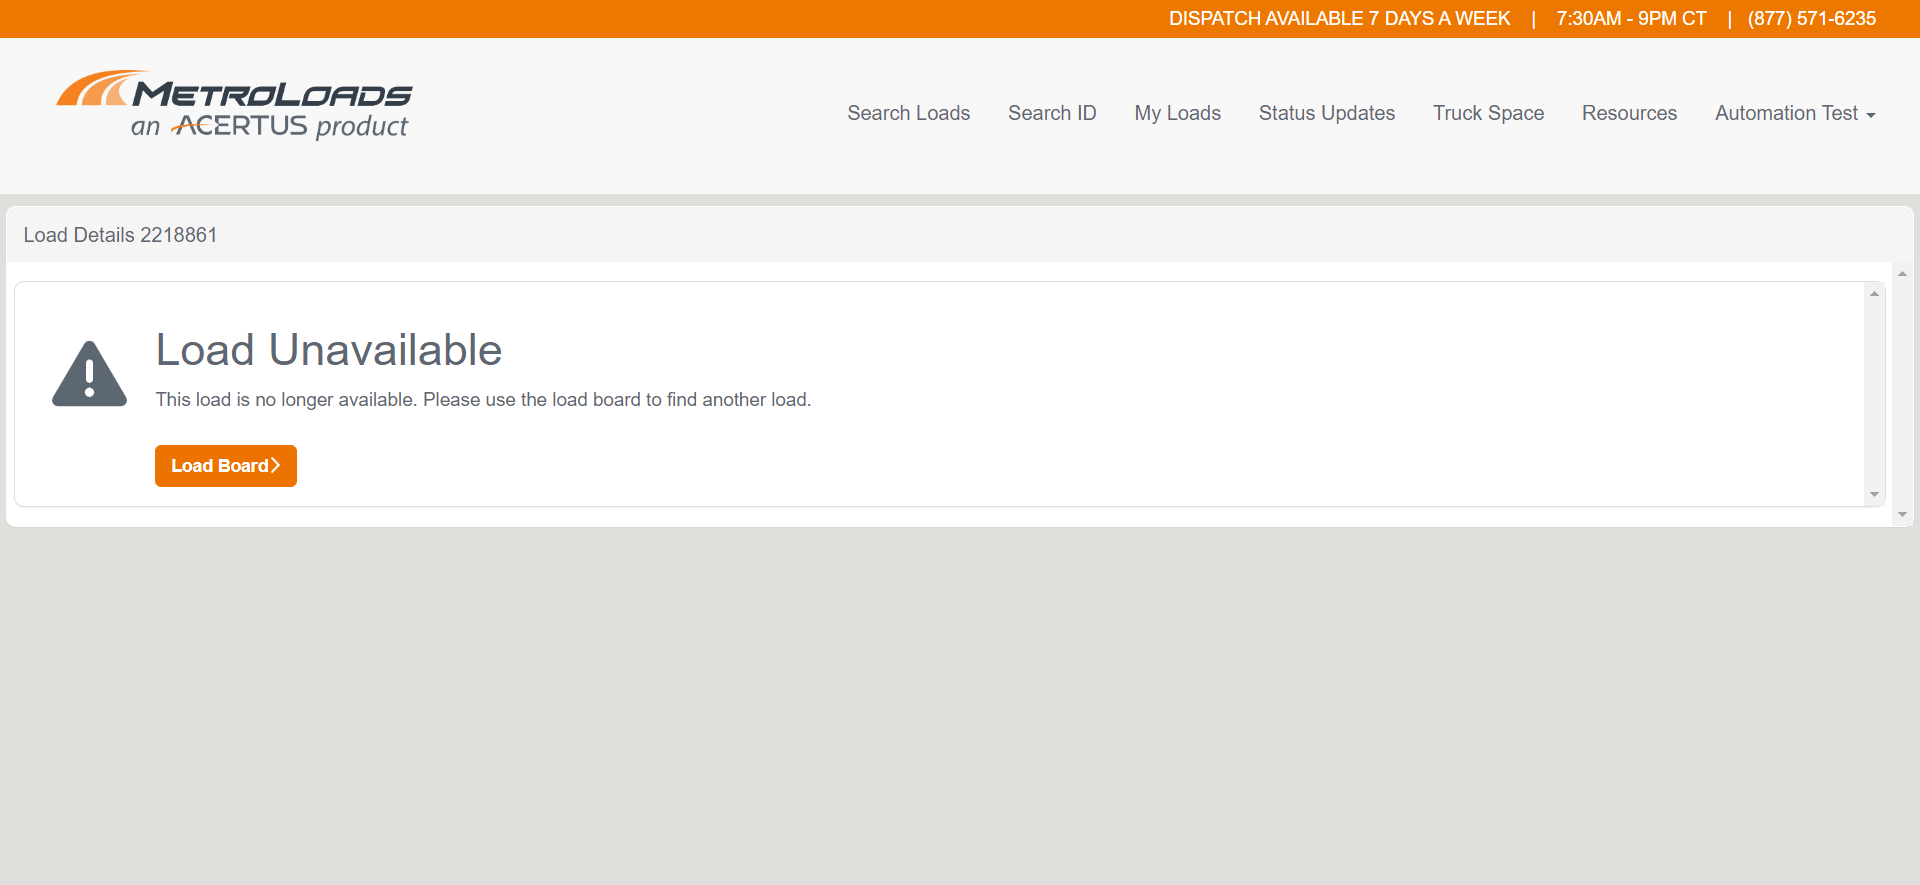 DISPATCH AVAILABLE 7 DAYS A WEEK | 7:30AM - 9PM CT | (877) 571-6235
METROLOADS
an ACERTUS product
Search Loads Search ID My Loads Status Updates Truck Space Resources Automation Test
Load Details 2218861
Load Unavailable
This load is no longer available. Please use the load board to find another load.
Load Board